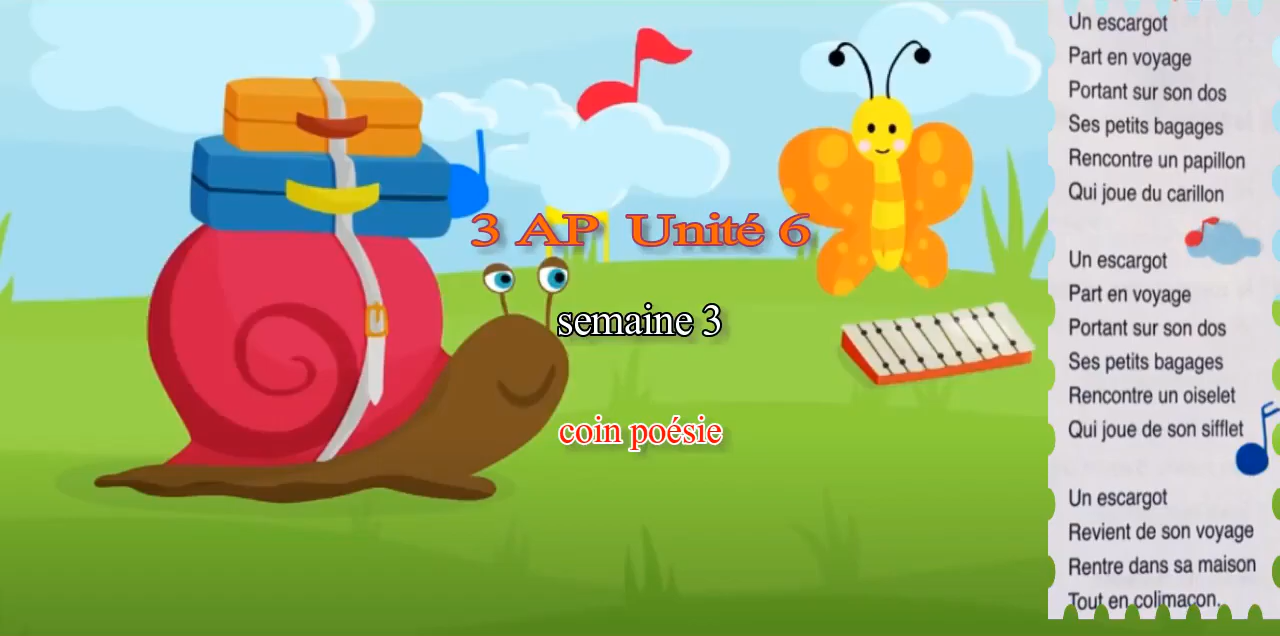 3 AP Unité 6
semaine 3
coin poésie
Un escargot
Part en voyage
Portant sur son dos
Ses petits bagages
Rencontre un papillon
Qui joue du carillon
Un escargot
Part en voyage
Portant sur son dos
Ses petits bagages
Rencontre un oiselet
Qui joue de son sifflet
Un escargot
Revient de son voyage
Rentre dans sa maison
Tout en colimaçon.